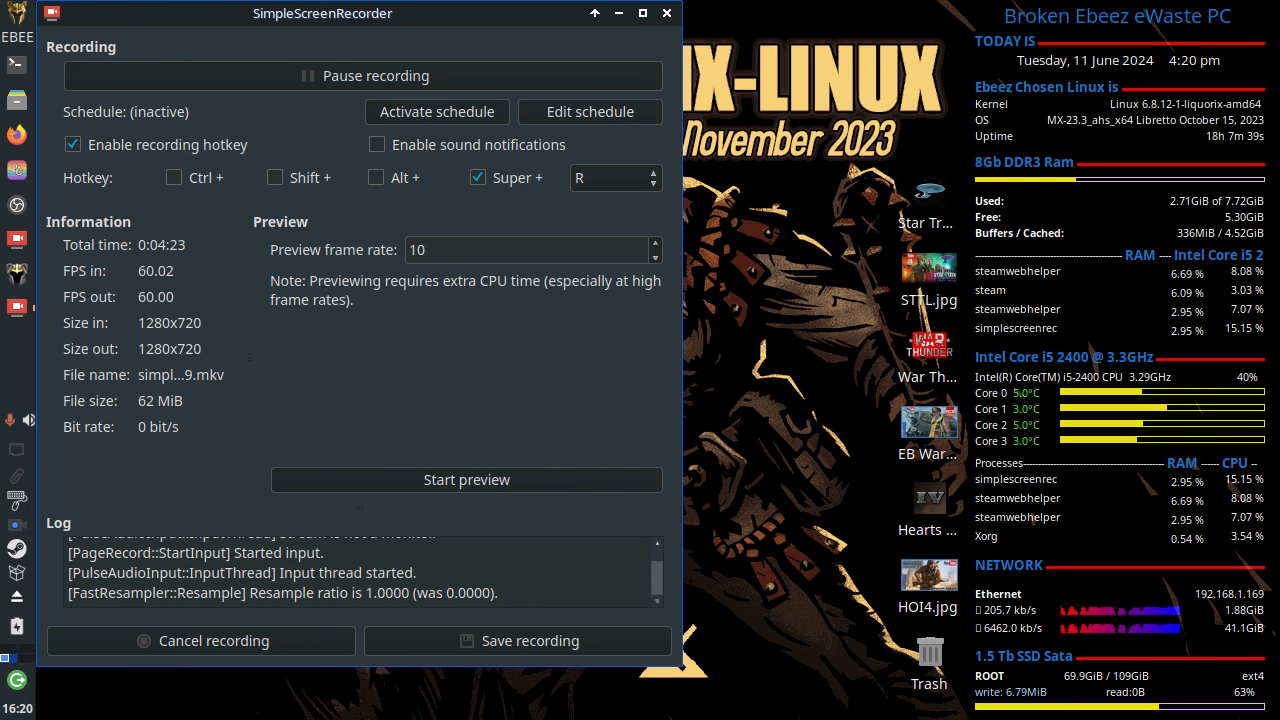 EBEE
16:20
SimpleScreenRecorder
Recording
Pause recording
Schedule: (inactive)
Activate schedule
Edit schedule
Enable recording hotkey
Enable sound notifications
Hotkey:
Ctrl +
Shift +
Alt +
Super +
R
Information
Total time: 0:04:23
FPS in: 60.02
FPS out: 60.00
Size in: 1280x720
Size out: 1280x720
File name: simpl...9.mkv
File size: 62 MiB
Bit rate: 0 bit/s
Preview
Preview frame rate: 10
Note: Previewing requires extra CPU time (especially at high
frame rates).
Start preview
Log
[PageRecord::StartInput] Started input.
[PulseAudioInput::InputThread] Input thread started.
[FastResampler::Resample] Resample ratio is 1.0000 (was 0.0000).
Cancel recording
Save recording
X-LINUX
November 2023
Star Tr...
STTL.jpg
WAR
THUNDER
War Th...
EB War...
IV
Hearts ...
HOI4.jpg
Trash
Broken Ebeez eWaste PC
TODAY IS
Tuesday, 11 June 2024 4:20 pm
Ebeez Chosen Linux is
Kernel Linux 6.8.12-1-liquorix-amd64
OS MX-23.3_ahs_x64 Libretto October 15, 2023
Uptime 18h 7m 39s
8Gb DDR3 Ram
Used: 2.71GiB of 7.72GiB
Free: 5.30GiB
Buffers / Cached: 336MiB / 4.52GiB
RAM ---- Intel Core i5 2
steamwebhelper 6.69 % 8.08 %
steam 6.09 % 3.03 %
steamwebhelper 2.95 % 7.07 %
simplescreenrec 2.95 % 15.15 %
Intel Core i5 2400 @ 3.3GHz
Intel(R) Core(TM) i5-2400 CPU 3.29GHz 40%
Core 0 5.0°C
Core 1 3.0°C
Core 2 5.0°C
Core 3 3.0°C
Processes RAM ------ CPU --
simplescreenrec 2.95 % 15.15 %
steamwebhelper 6.69 % 8.08 %
steamwebhelper 2.95 % 7.07 %
Xorg 0.54 % 3.54 %
NETWORK
Ethernet 192.168.1.169
205.7 kb/s 1.88GiB
6462.0 kb/s 41.1GiB
1.5 Tb SSD Sata
ROOT 69.9GiB / 109GiB ext4
write: 6.79MiB read:0B 63%